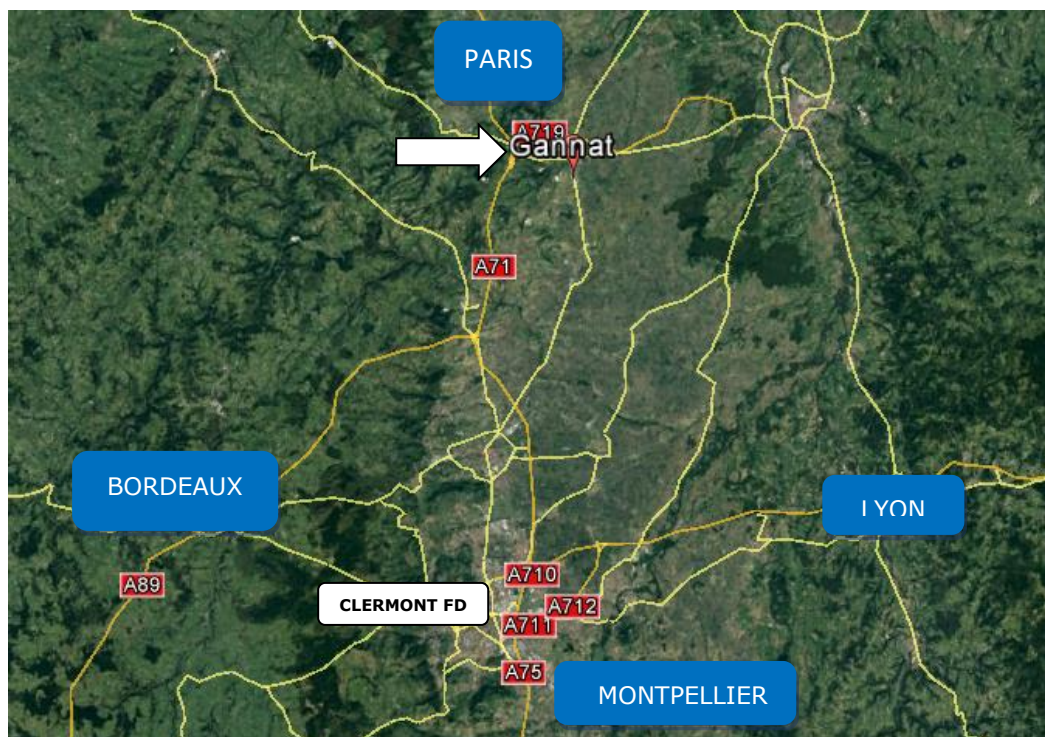 PARIS
A719
Gannat
A71
BORDEAUX
LYON
A89
A710
CLERMONT FD
A712
A711
A75
MONTPELLIER